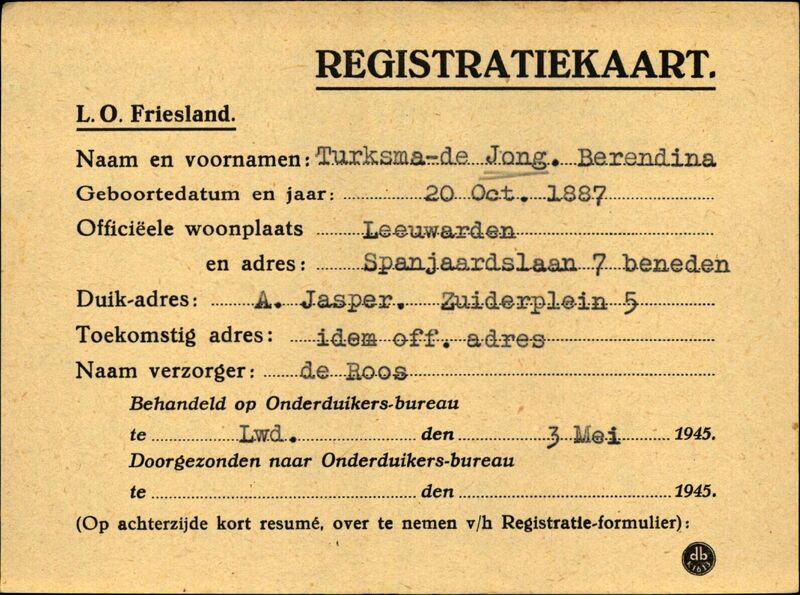 REGISTRATIEKAART.
L. O. Friesland.
Naam en voornamen: Turksma-de Jong. Berendina
Geboortedatum en jaar: 20 Oct. 1887
Officiëele woonplaats Leeuwarden
en adres: Spanjaardslaan 7 beneden
Duik-adres: A. Jasper. Zuiderplein 5
Toekomstig adres: idem off. adres
Naam verzorger: de Roos
Behandeld op Onderduikers-bureau
te Lwd. den 3 Mei 1945.
Doorgezonden naar Onderduikers-bureau
te den 1945.
(Op achterzijde kort resumé, over te nemen v/h Registratie-formulier):
db
K 1633